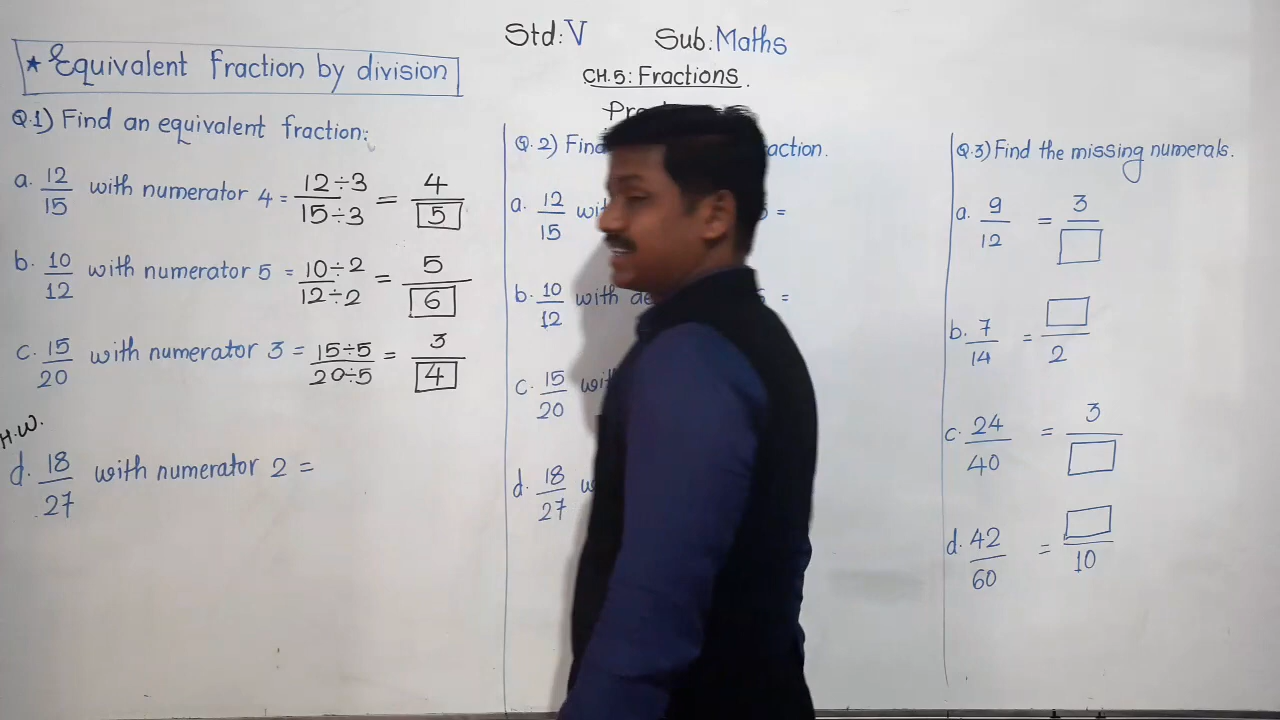 Std: V Sub: Maths
CH.5: Fractions.
★ Equivalent fraction by division
Q.1) Find an equivalent fraction:
a. 12/15 with numerator 4 = 12÷3/15÷3 = 4/5
b. 10/12 with numerator 5 = 10÷2/12÷2 = 5/6
c. 15/20 with numerator 3 = 15÷5/20÷5 = 3/4
H.W.
d. 18/27 with numerator 2 =
Q.2) Find
a. 12/15 =
b. 10/12 with =
c. 15/20
d. 18/27
Q.3) Find the missing numerals.
a. 9/12 = 3/□
b. 7/14 = □/2
c. 24/40 = 3/□
d. 42/60 = □/10